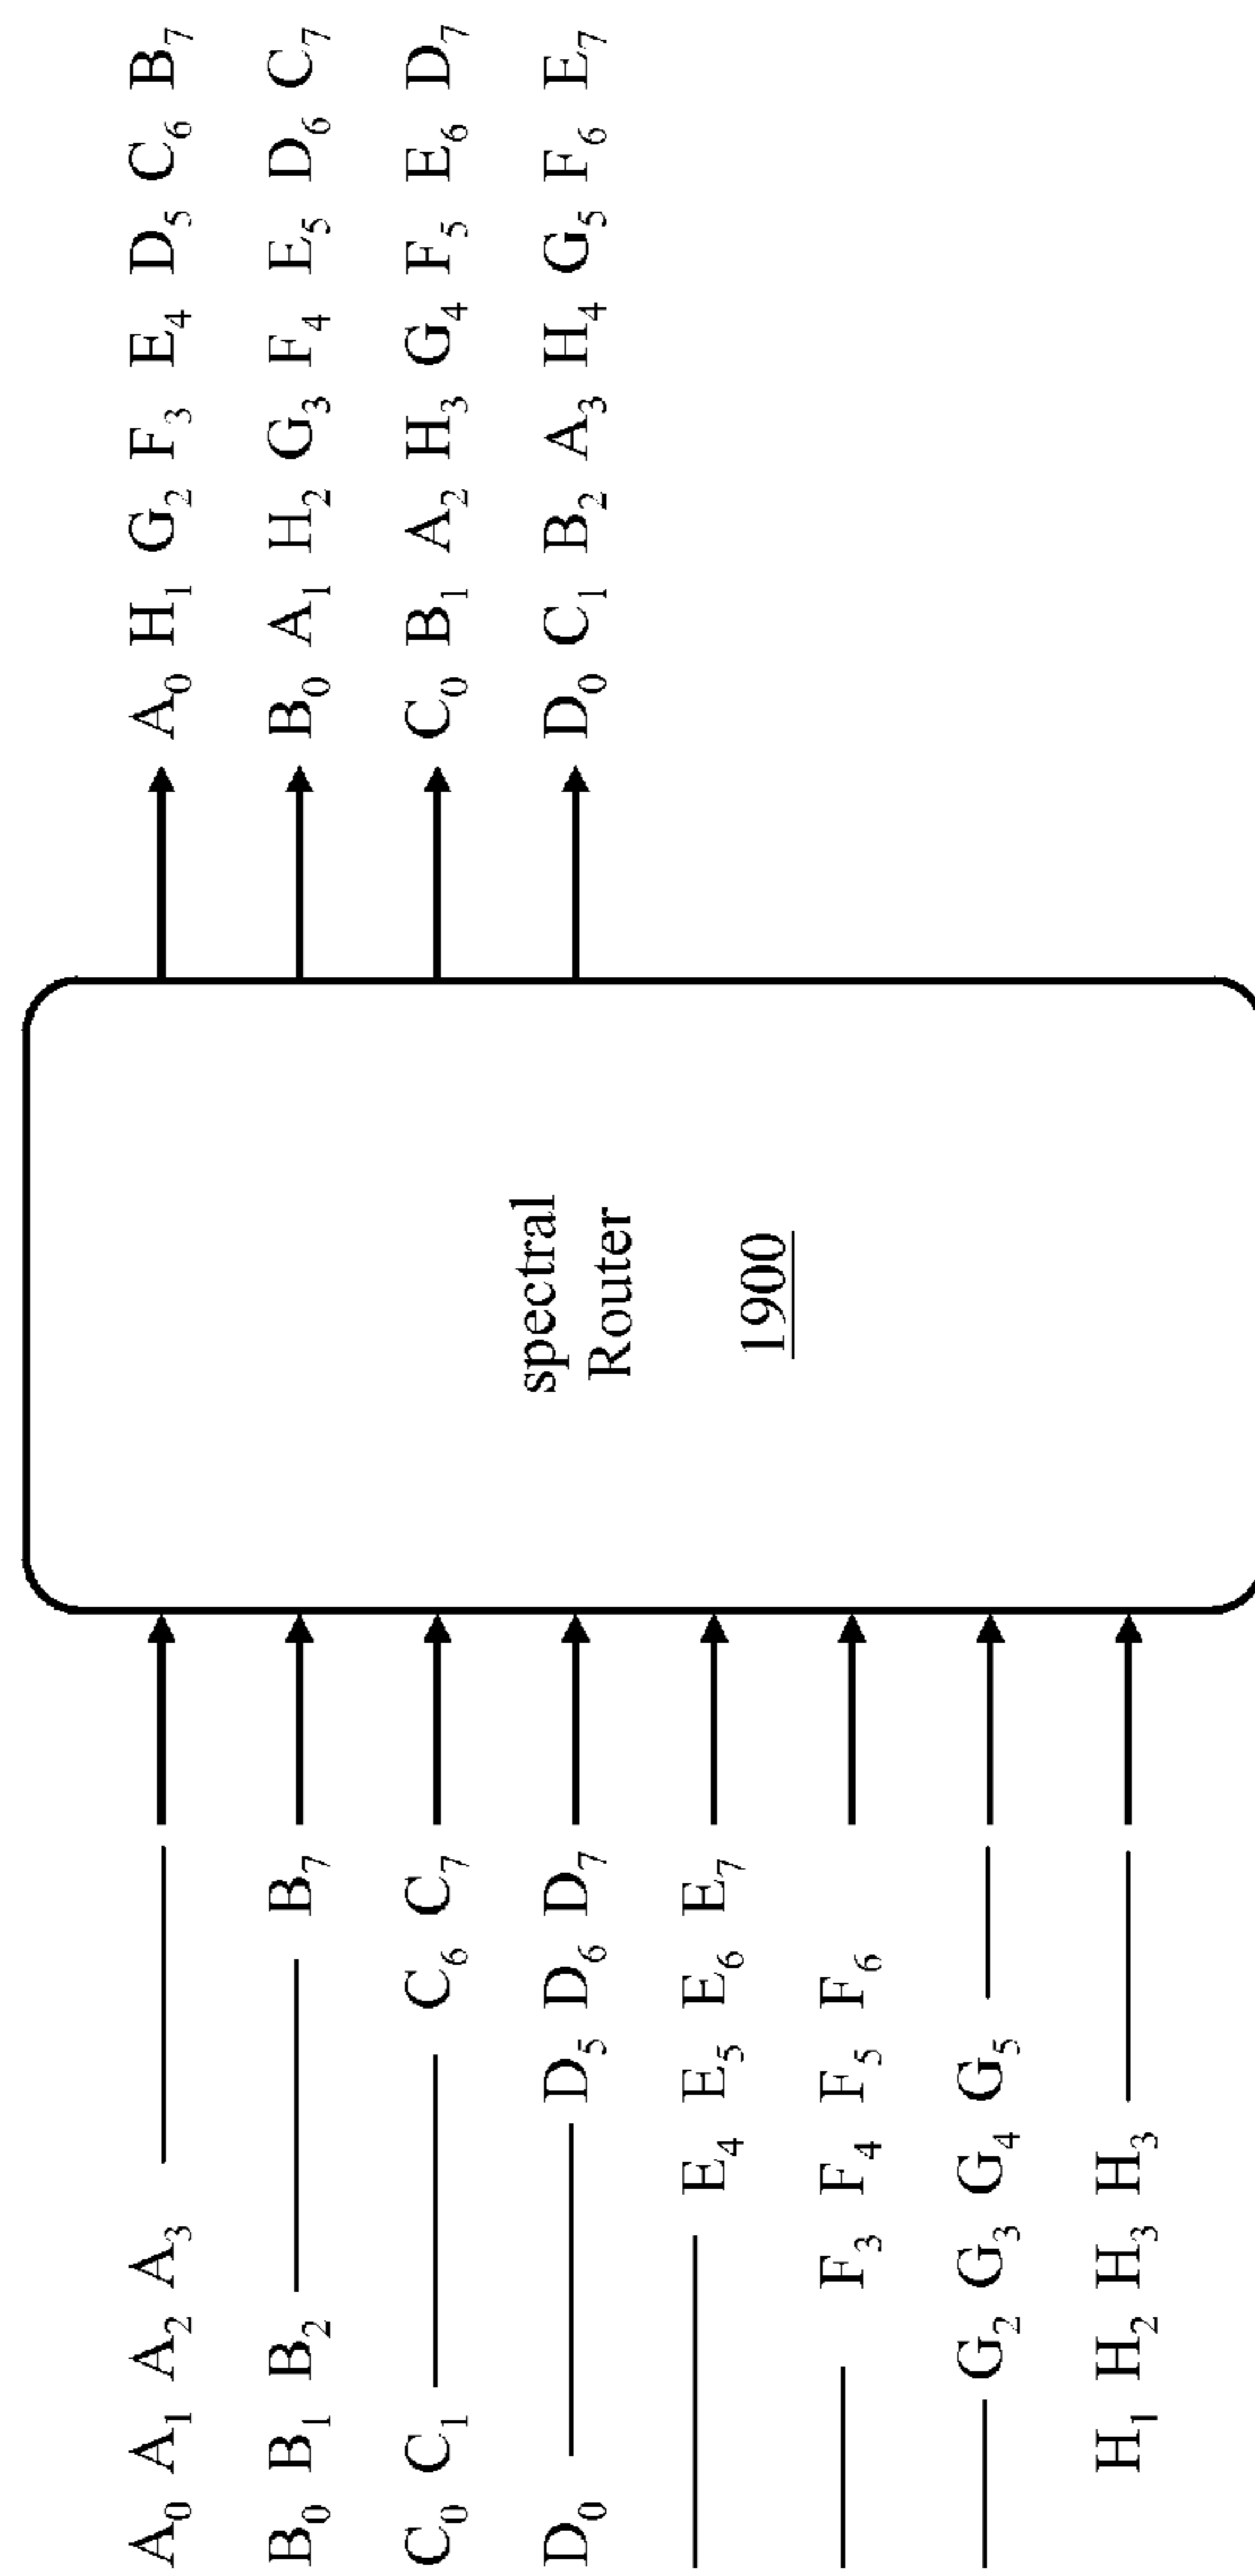 A₀ A₁ A₂ A₃
B₀ B₁ B₂ B₇
C₀ C₁ C₆ C₇
D₀ D₅ D₆ D₇
E₄ E₅ E₆ E₇
F₃ F₄ F₅ F₆
G₂ G₃ G₄ G₅
H₁ H₂ H₃ H₃
spectral
Router
1900
A₀ H₁ G₂ F₃ E₄ D₅ C₆ B₇
B₀ A₁ H₂ G₃ F₄ E₅ D₆ C₇
C₀ B₁ A₂ H₃ G₄ F₅ E₆ D₇
D₀ C₁ B₂ A₃ H₄ G₅ F₆ E₇